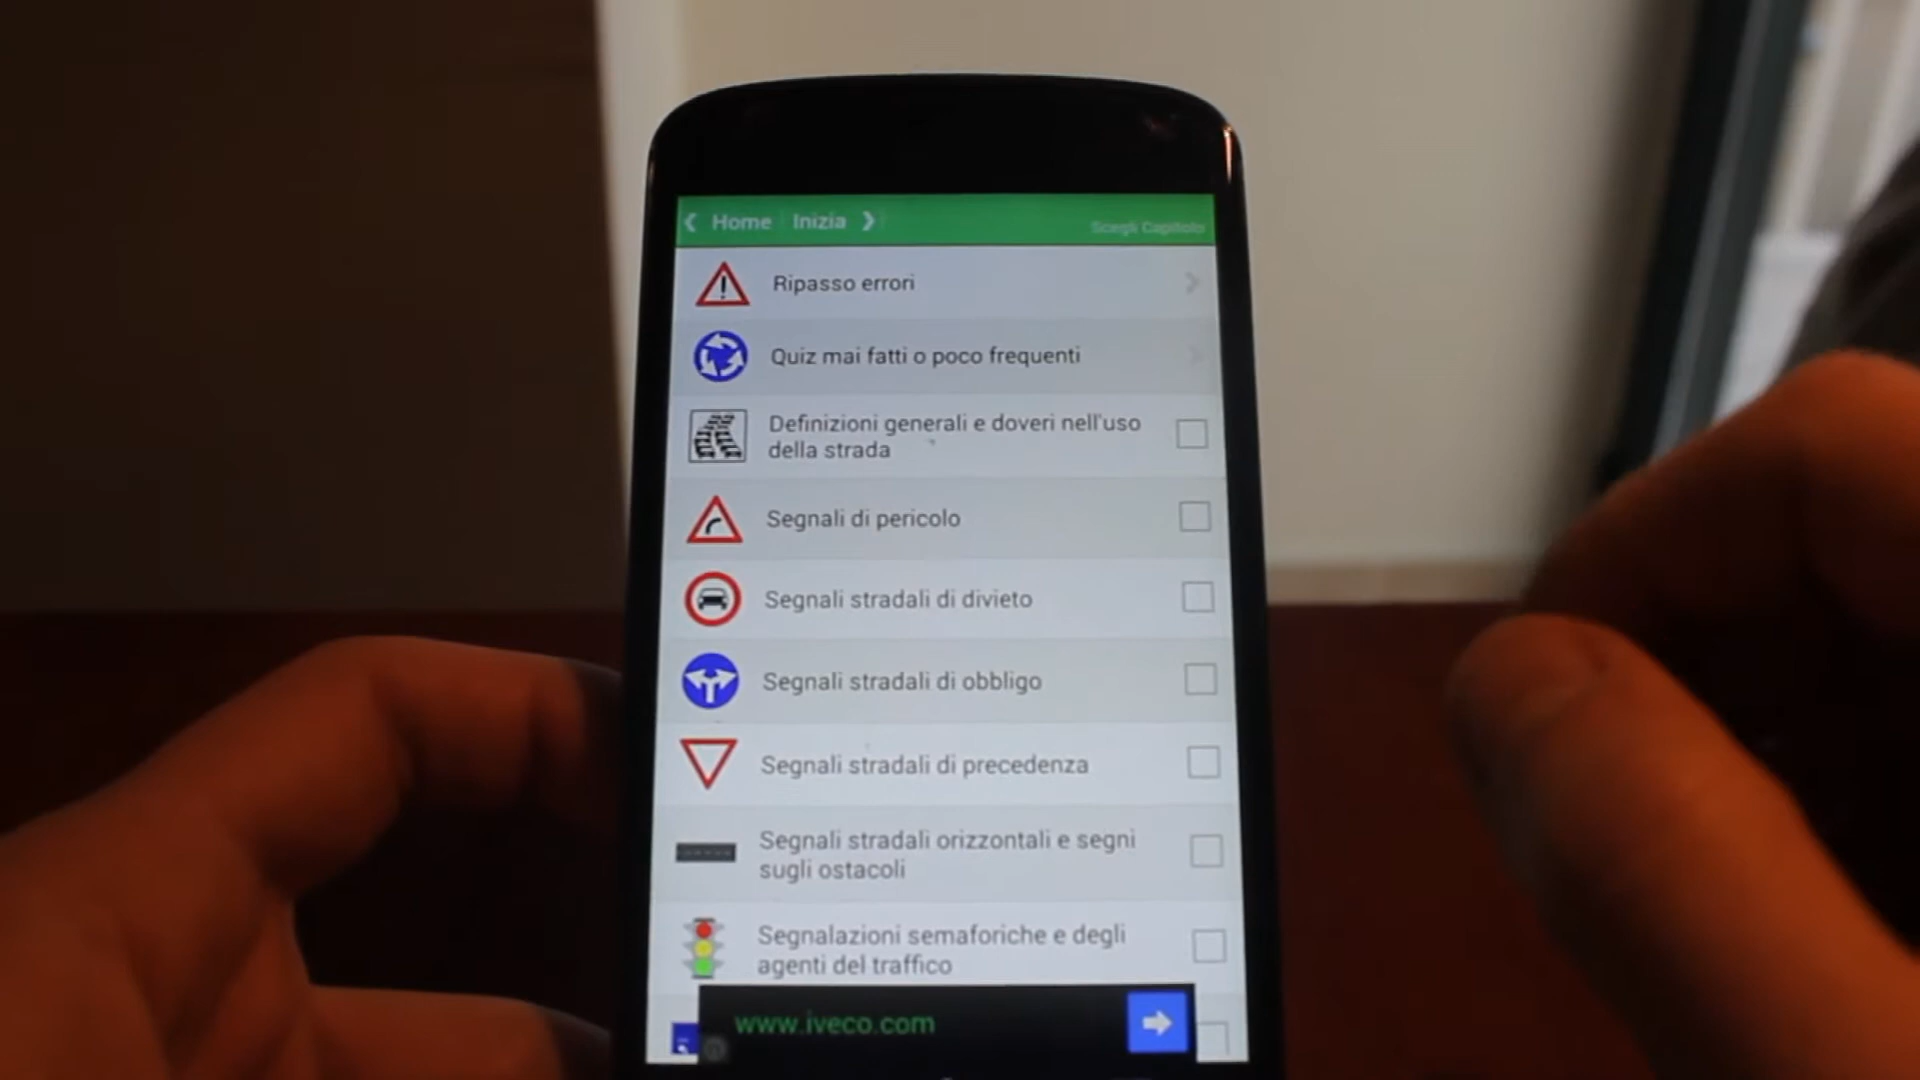 Home Inizia
Scegli Capitolo
Ripasso errori
Quiz mai fatti o poco frequenti
Definizioni generali e doveri nell'uso
della strada
Segnali di pericolo
Segnali stradali di divieto
Segnali stradali di obbligo
Segnali stradali di precedenza
Segnali stradali orizzontali e segni
sugli ostacoli
Segnalazioni semaforiche e degli
agenti del traffico
www.iveco.com